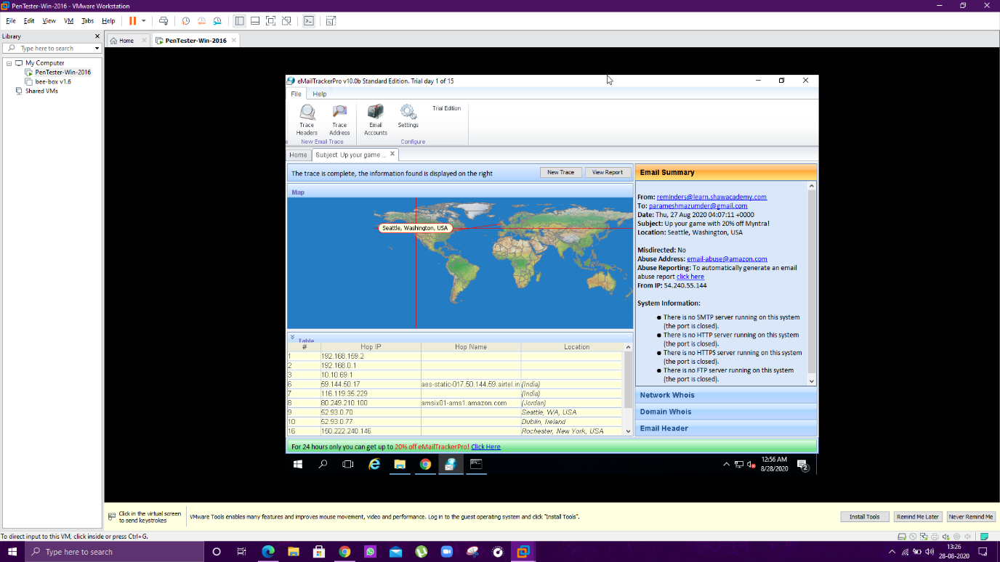 PenTester-Win-2016 - VMware Workstation
File Edit View VM Tabs Help
Library
Type here to search
My Computer
PenTester-Win-2016
bee-box v1.6
Shared VMs
Home
PenTester-Win-2016
eMailTrackerPro v10.0b Standard Edition. Trial day 1 of 15
File Help
Trace Headers
Trace Address
Email Accounts
Settings
Trial Edition
New Email Trace
Configure
Home
Subject: Up your game ...
The trace is complete, the information found is displayed on the right
New Trace
View Report
Map
Seattle, Washington, USA
Table
# Hop IP Hop Name Location
1 192.168.159.2
2 192.168.0.1
3 10.10.69.1
6 59.144.50.17 aes-static-017.50.144.59.airtel.in (India)
7 116.119.35.229 (India)
8 80.249.210.100 amsix01-ams1.amazon.com (Jordan)
9 52.93.0.70 Seattle, WA, USA
10 52.93.0.77 Dublin, Ireland
16 150.222.240.146 Rochester, New York, USA
Email Summary
From: reminders@learn.shawacademy.com
To: parameshmazumder@gmail.com
Date: Thu, 27 Aug 2020 04:07:11 +0000
Subject: Up your game with 20% off Myntra!
Location: Seattle, Washington, USA
Misdirected: No
Abuse Address: email-abuse@amazon.com
Abuse Reporting: To automatically generate an email
abuse report click here
From IP: 54.240.55.144
System Information:
There is no SMTP server running on this system
(the port is closed).
There is no HTTP server running on this system
(the port is closed).
There is no HTTPS server running on this system
(the port is closed).
There is no FTP server running on this system
(the port is closed).
Network Whois
Domain Whois
Email Header
For 24 hours only you can get up to 20% off eMailTrackerPro! Click Here
12:56 AM
8/28/2020
2
Click in the virtual screen
to send keystrokes
VMware Tools enables many features and improves mouse movement, video and performance. Log in to the guest operating system and click "Install Tools".
Install Tools
Remind Me Later
Never Remind Me
To direct input to this VM, click inside or press Ctrl+G.
Type here to search
13:26
28-08-2020